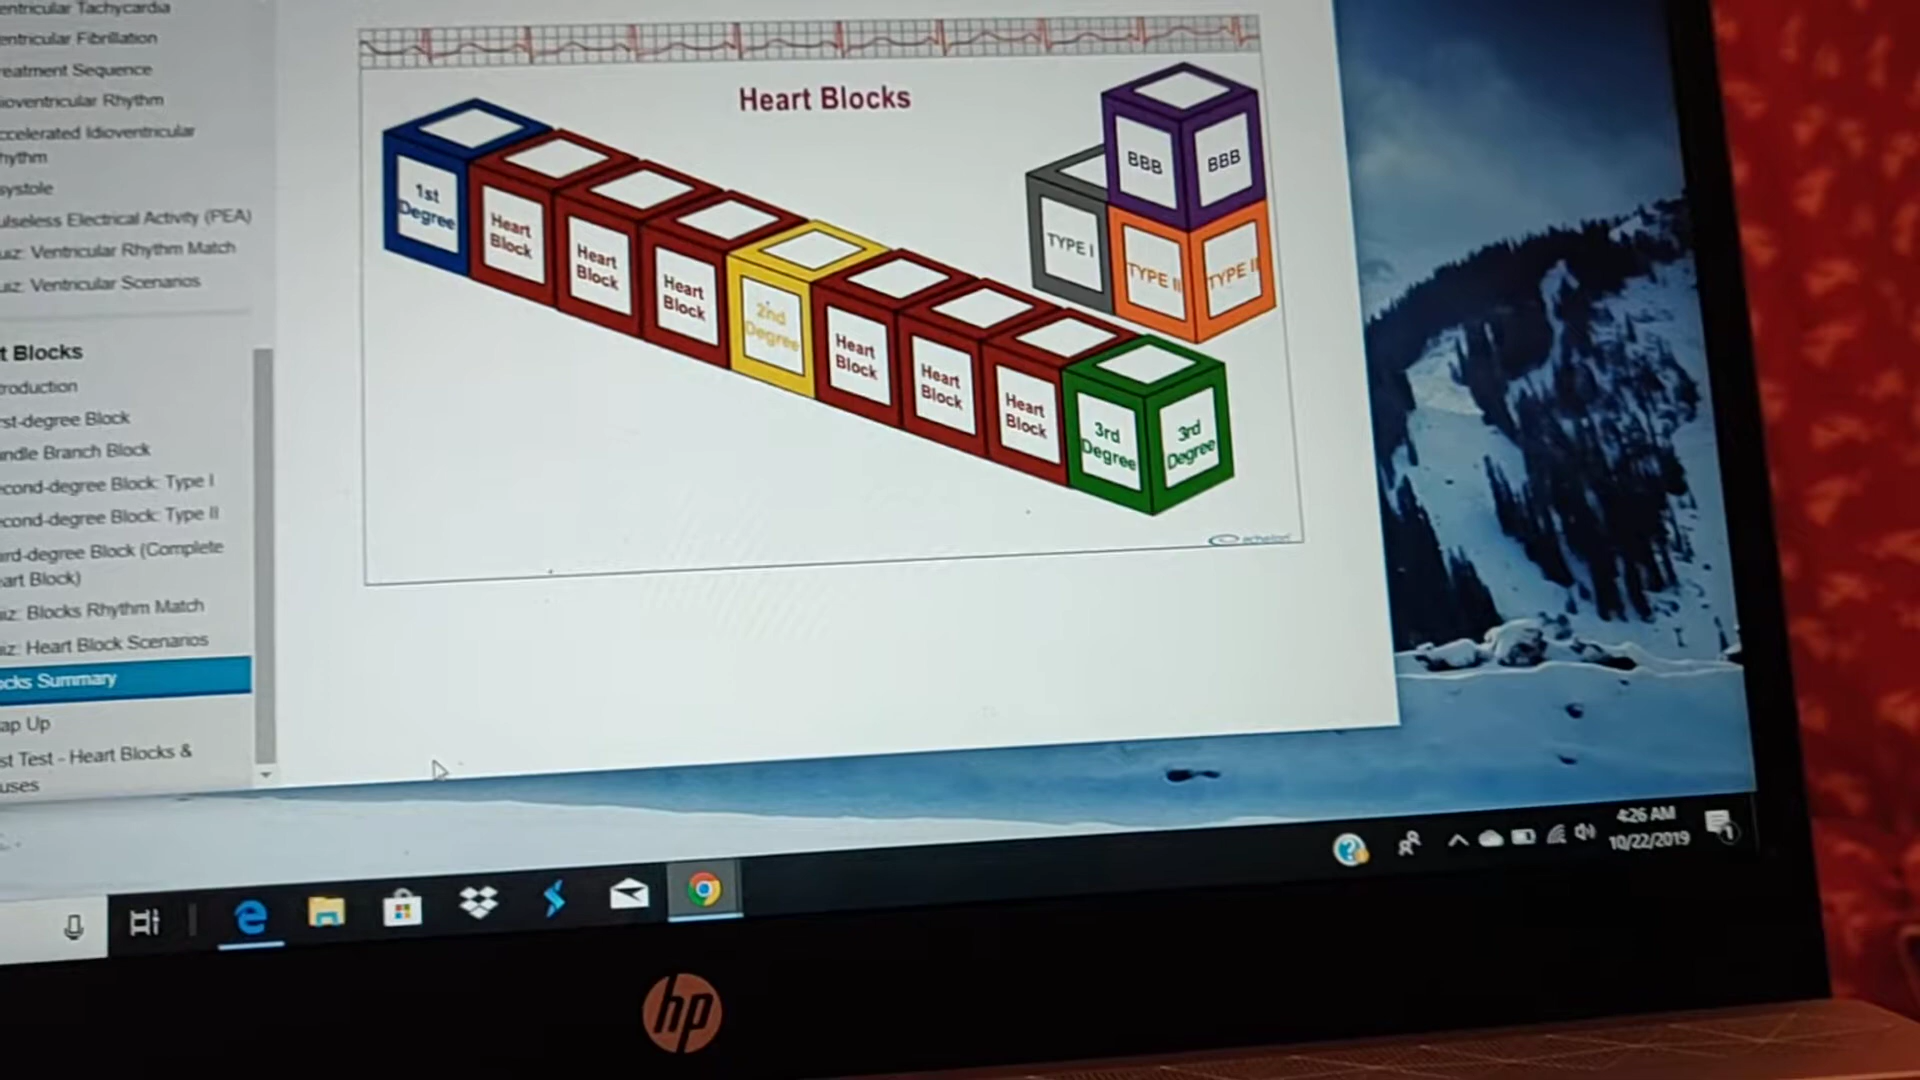 entricular Tachycardia
entricular Fibrillation
reatment Sequence
ioventricular Rhythm
ccelerated Idioventricular
hythm
systole
ulseless Electrical Activity (PEA)
uiz: Ventricular Rhythm Match
uiz: Ventricular Scenarios
t Blocks
troduction
rst-degree Block
undle Branch Block
econd-degree Block: Type I
econd-degree Block: Type II
ird-degree Block (Complete
eart Block)
uiz: Blocks Rhythm Match
uiz: Heart Block Scenarios
ocks Summary
ap Up
st Test - Heart Blocks &
uses
Heart Blocks
1st
Degree
Heart
Block
Heart
Block
Heart
Block
2nd
Degree
Heart
Block
Heart
Block
Heart
Block
3rd
Degree
3rd
Degree
BBB
BBB
TYPE I
TYPE II
TYPE II
echelon
4:26 AM
10/22/2019
1
hp